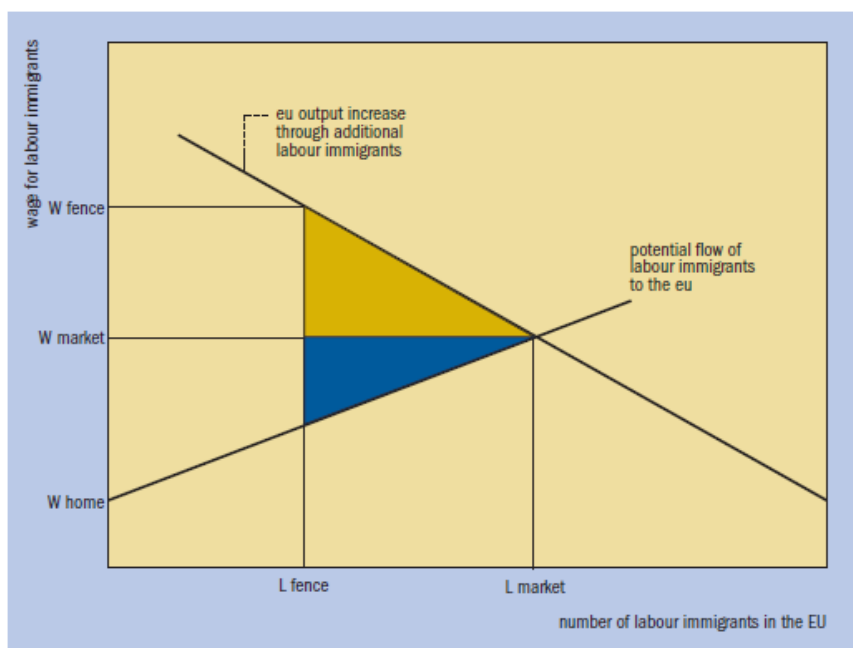 wage for labour immigrants
eu output increase
through additional
labour immigrants
W fence
potential flow of
labour immigrants
to the eu
W market
W home
L fence
L market
number of labour immigrants in the EU